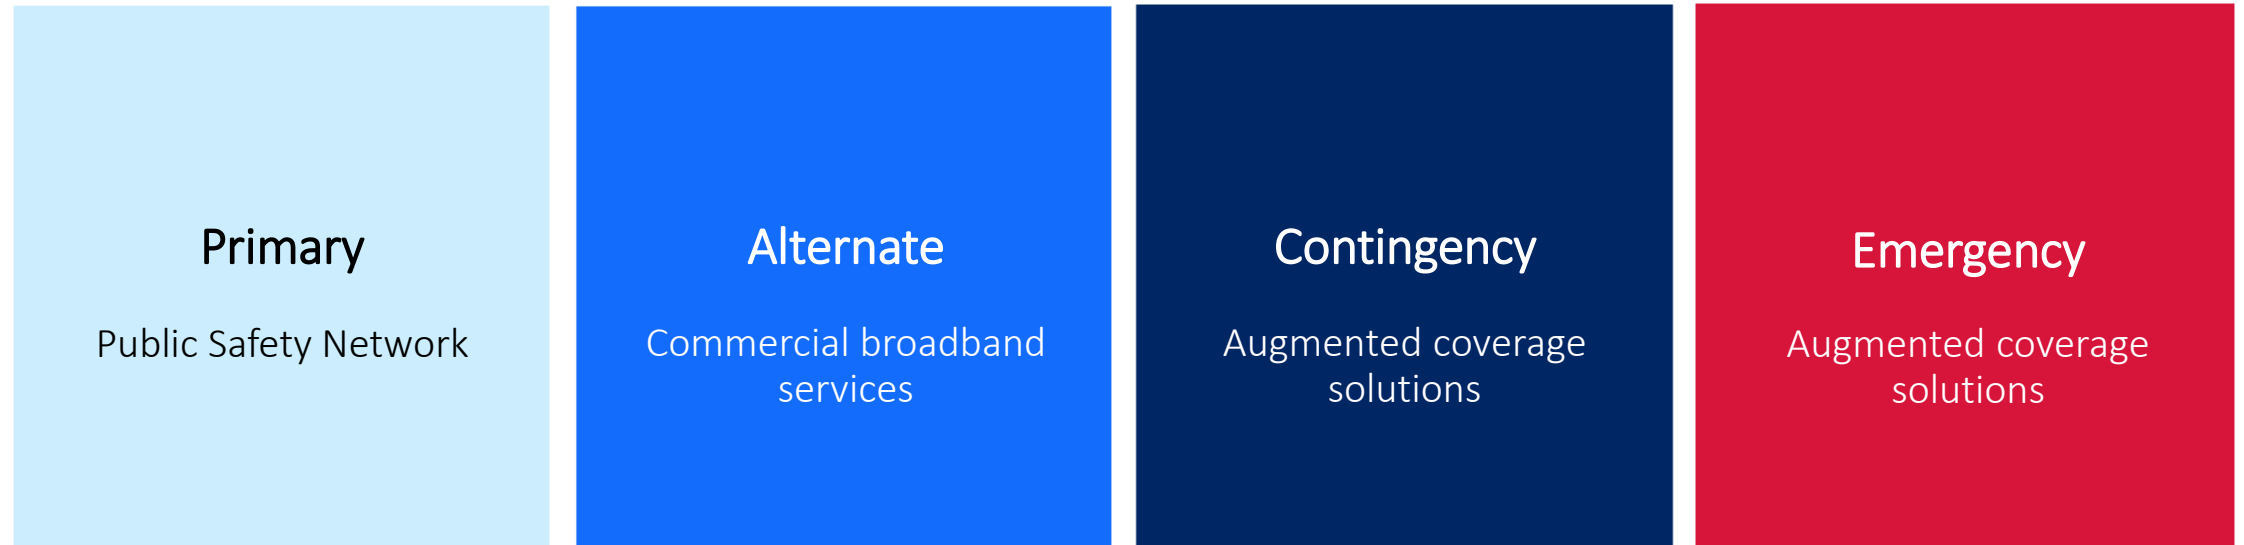 Primary
Public Safety Network
Alternate
Commercial broadband
services
Contingency
Augmented coverage
solutions
Emergency
Augmented coverage
solutions